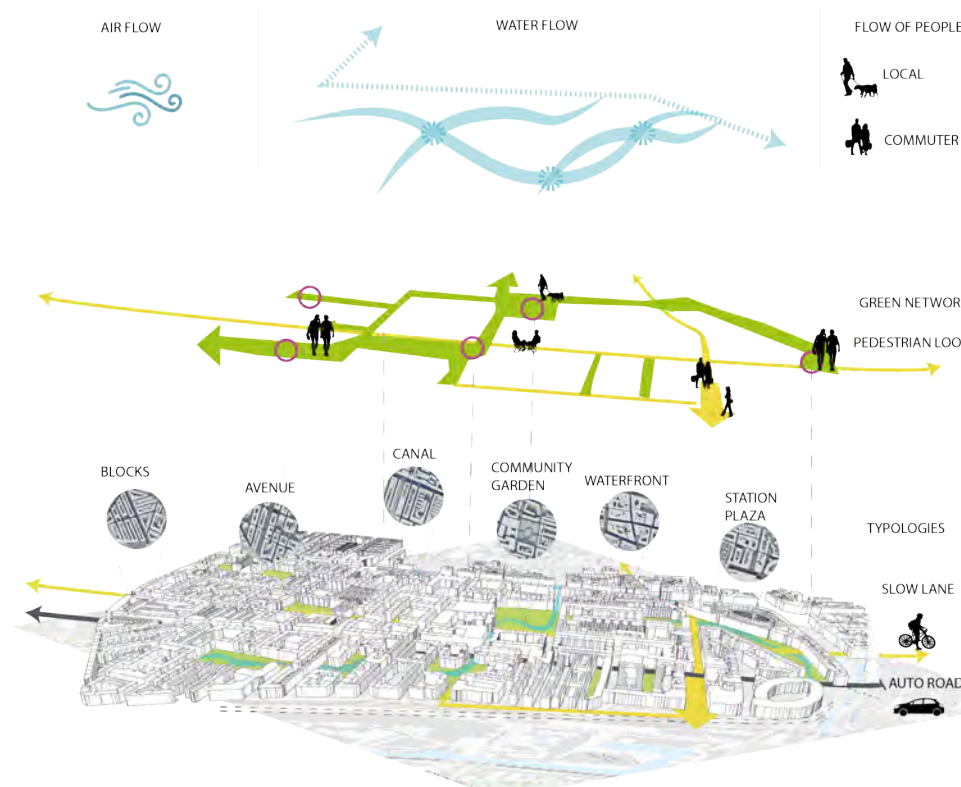 AIR FLOW
WATER FLOW
FLOW OF PEOPLE
LOCAL
COMMUTER
GREEN NETWOR
PEDESTRIAN LOO
BLOCKS
AVENUE
CANAL
COMMUNITY
GARDEN
WATERFRONT
STATION
PLAZA
TYPOLOGIES
SLOW LANE
AUTO ROAD